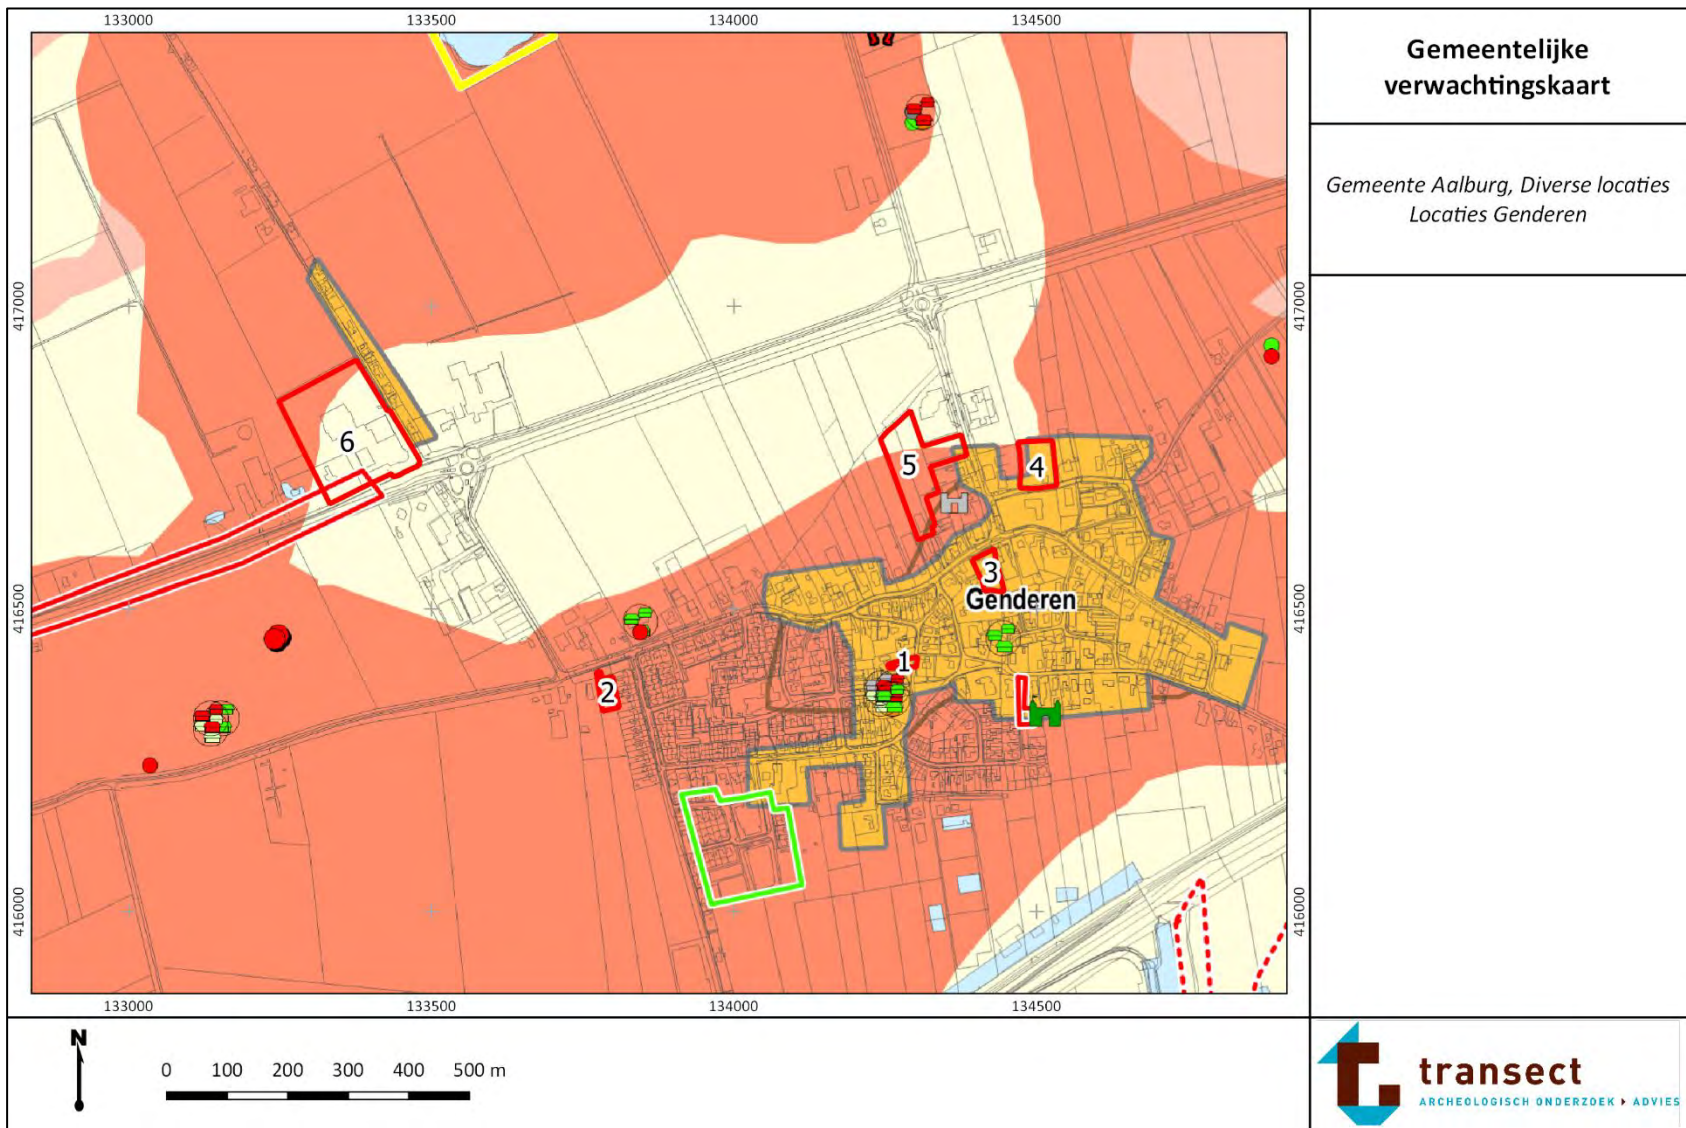 133000 133500 134000 134500
Gemeentelijke
verwachtingskaart
Gemeente Aalburg, Diverse locaties
Locaties Genderen
417000
417000
6
5
4
3
Genderen
416500
416500
1
2
416000
416000
133000 133500 134000 134500
N
0 100 200 300 400 500 m
transect
ARCHEOLOGISCH ONDERZOEK ▸ ADVIES